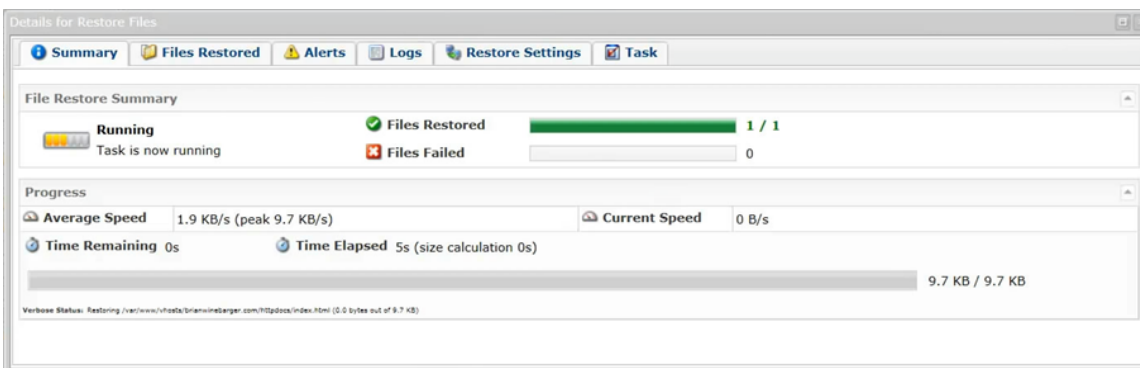 Details for Restore Files
Summary Files Restored Alerts Logs Restore Settings Task
File Restore Summary
Running Files Restored 1 / 1
Task is now running Files Failed 0
Progress
Average Speed 1.9 KB/s (peak 9.7 KB/s) Current Speed 0 B/s
Time Remaining 0s Time Elapsed 5s (size calculation 0s)
9.7 KB / 9.7 KB
Verbose Status: Restoring /var/www/vhosts/brianwinebarger.com/httpdocs/index.html (0.0 bytes out of 9.7 KB)